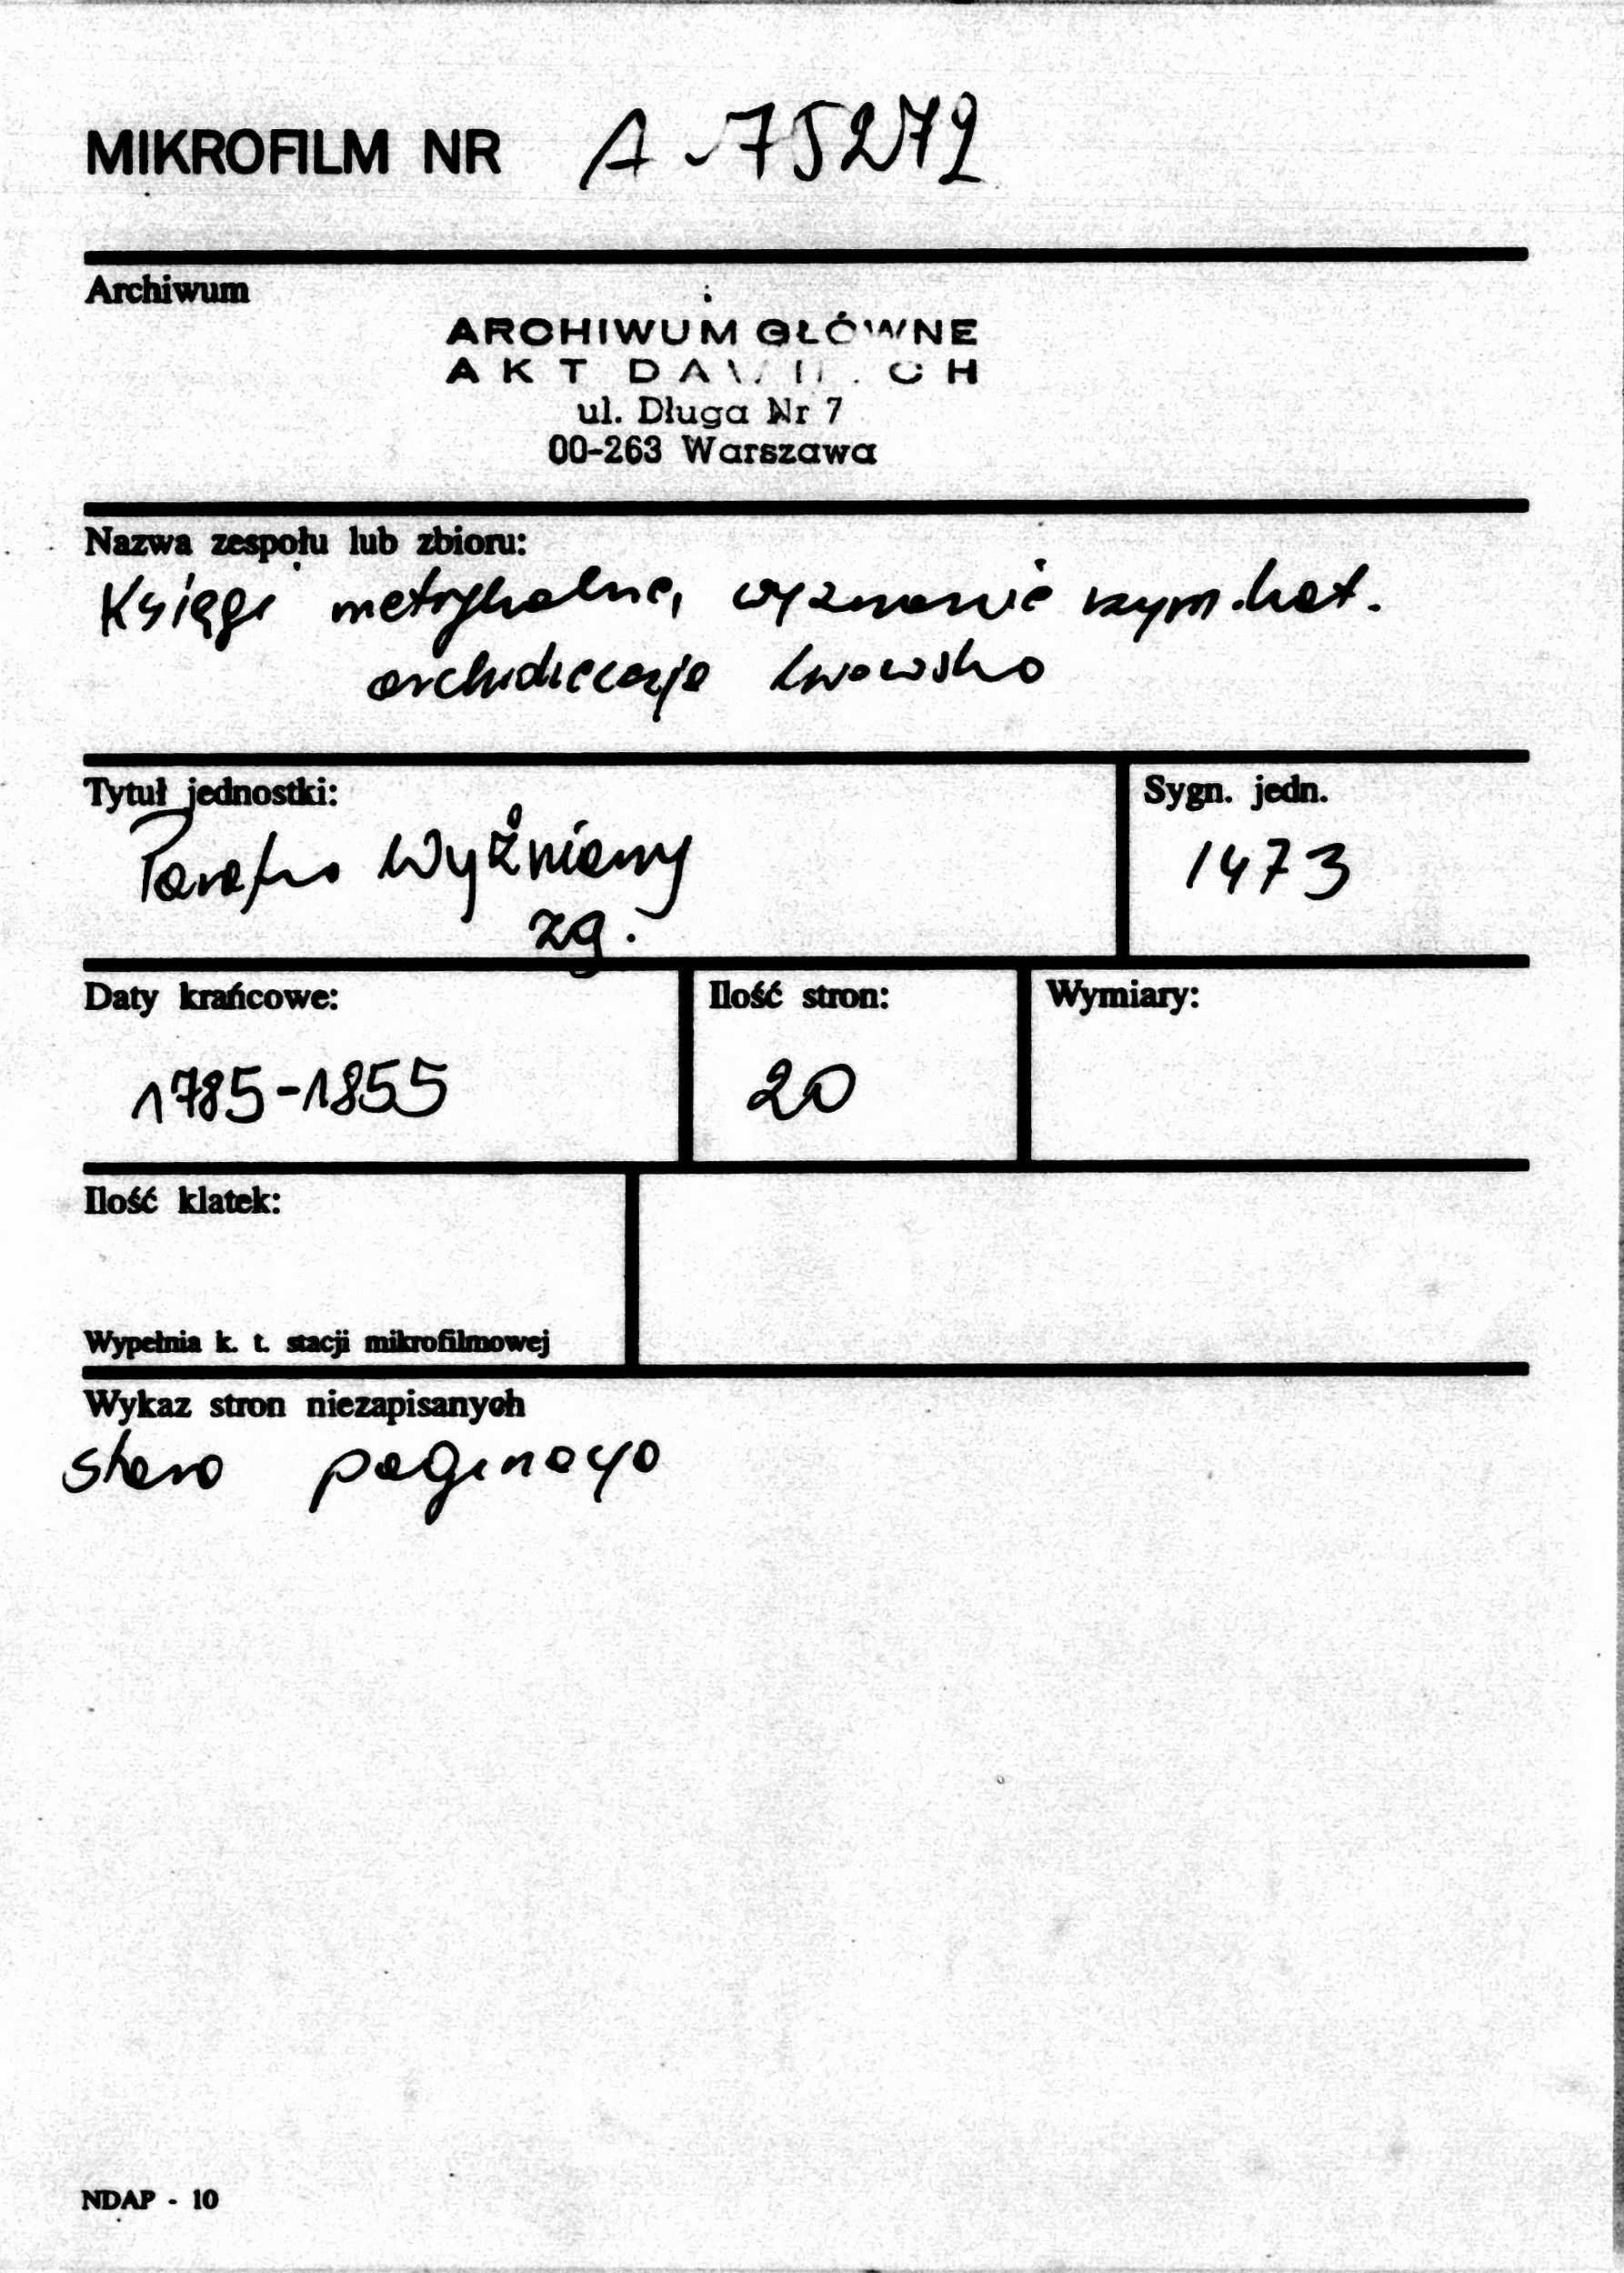 MIKROFILM NR A-75272
Archiwum
ARCHIWUM GŁÓWNE
AKT DAWNYCH
ul. Długa Nr 7
00-263 Warszawa
Nazwa zespołu lub zbioru:
Księgi metrykalne, wyznanie rzym.kat.
archidiecezja lwowska
Tytuł jednostki:
Sygn. jedn.
Parafia Wyżniany
1473
zg.
Daty krańcowe:
Ilość stron:
Wymiary:
1785-1855
20
Ilość klatek:
Wypełnia k. t. stacji mikrofilmowej
Wykaz stron niezapisanych
stara paginacja
NDAP - 10